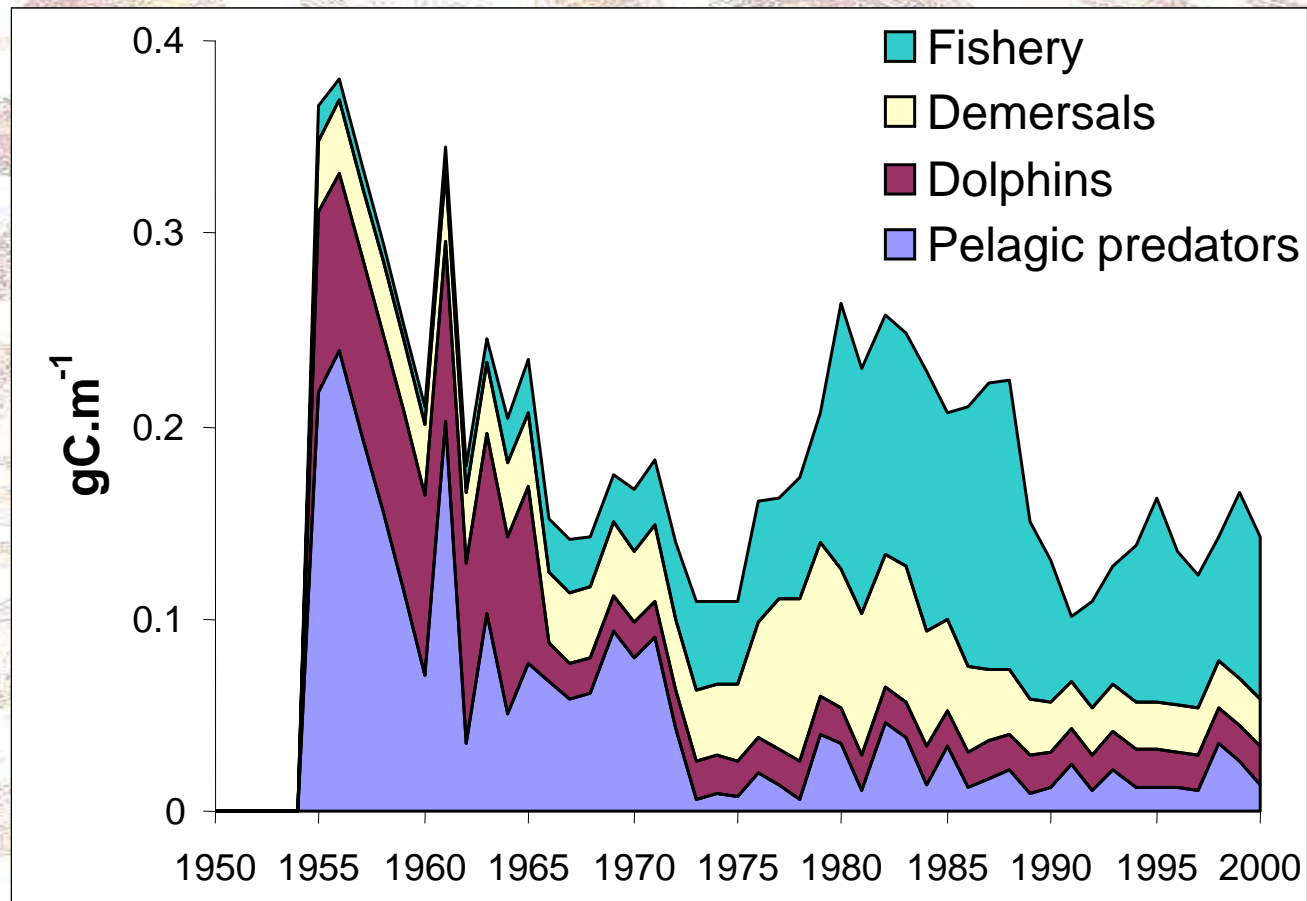 0.4
0.3
0.2
0.1
0
gC.m⁻¹
Fishery
Demersals
Dolphins
Pelagic predators
1950 1955 1960 1965 1970 1975 1980 1985 1990 1995 2000